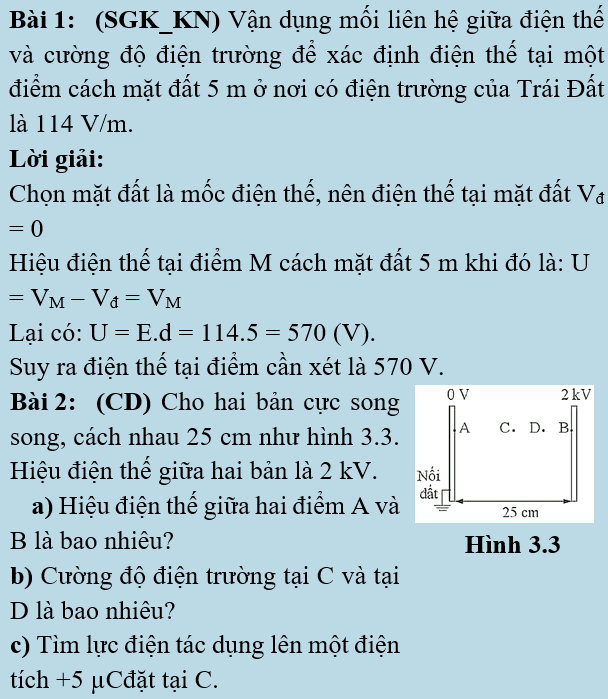 Bài 1: (SGK_KN) Vận dụng mối liên hệ giữa điện thế
và cường độ điện trường để xác định điện thế tại một
điểm cách mặt đất 5 m ở nơi có điện trường của Trái Đất
là 114 V/m.
Lời giải:
Chọn mặt đất là mốc điện thế, nên điện thế tại mặt đất Vđ
= 0
Hiệu điện thế tại điểm M cách mặt đất 5 m khi đó là: U
= VM – Vđ = VM
Lại có: U = E.d = 114.5 = 570 (V).
Suy ra điện thế tại điểm cần xét là 570 V.
Bài 2: (CD) Cho hai bản cực song
song, cách nhau 25 cm như hình 3.3.
Hiệu điện thế giữa hai bản là 2 kV.
a) Hiệu điện thế giữa hai điểm A và
B là bao nhiêu?
b) Cường độ điện trường tại C và tại
D là bao nhiêu?
c) Tìm lực điện tác dụng lên một điện
tích +5 μCđặt tại C.
0 V 2 kV
A C. D. B
Nối
đất
25 cm
Hình 3.3